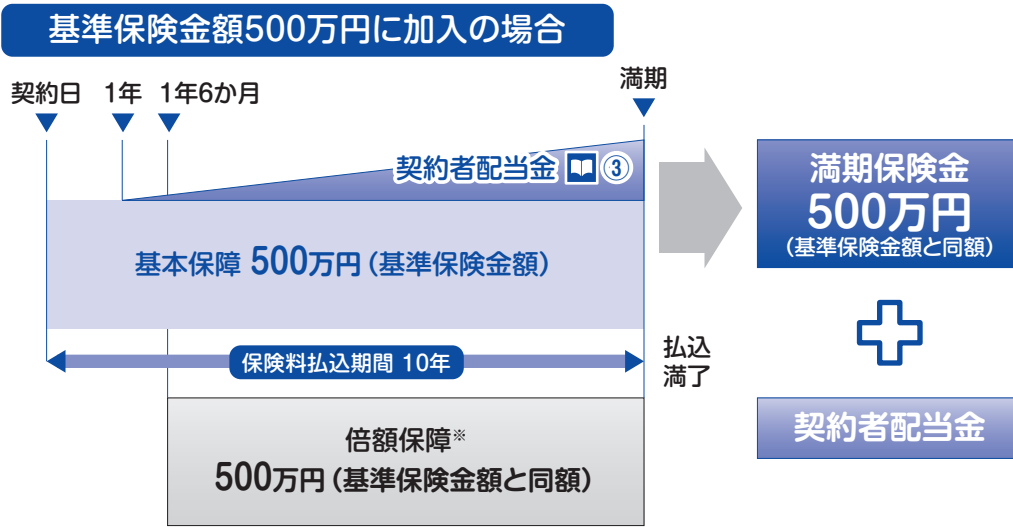 基準保険金額500万円に加入の場合
契約日 1年 1年6か月 満期
契約者配当金 ③
基本保障 500万円(基準保険金額)
保険料払込期間 10年
払込
満了
倍額保障※
500万円(基準保険金額と同額)
満期保険金
500万円
(基準保険金額と同額)
契約者配当金